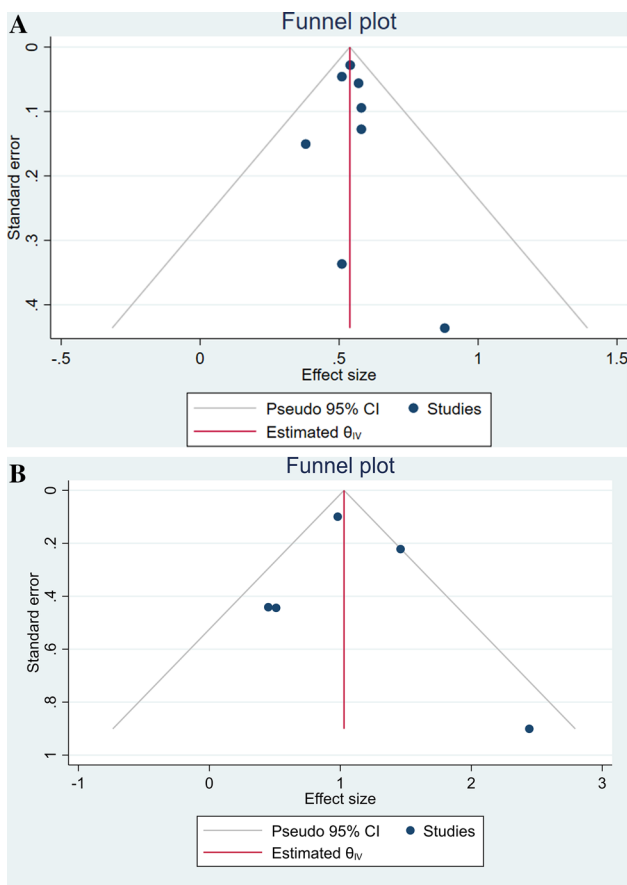 A
Funnel plot
Standard error
0
.1
.2
.3
.4
-.5 0 .5 1 1.5
Effect size
Pseudo 95% CI Studies
Estimated θIV
B
Funnel plot
Standard error
0
.2
.4
.6
.8
1
-1 0 1 2 3
Effect size
Pseudo 95% CI Studies
Estimated θIV